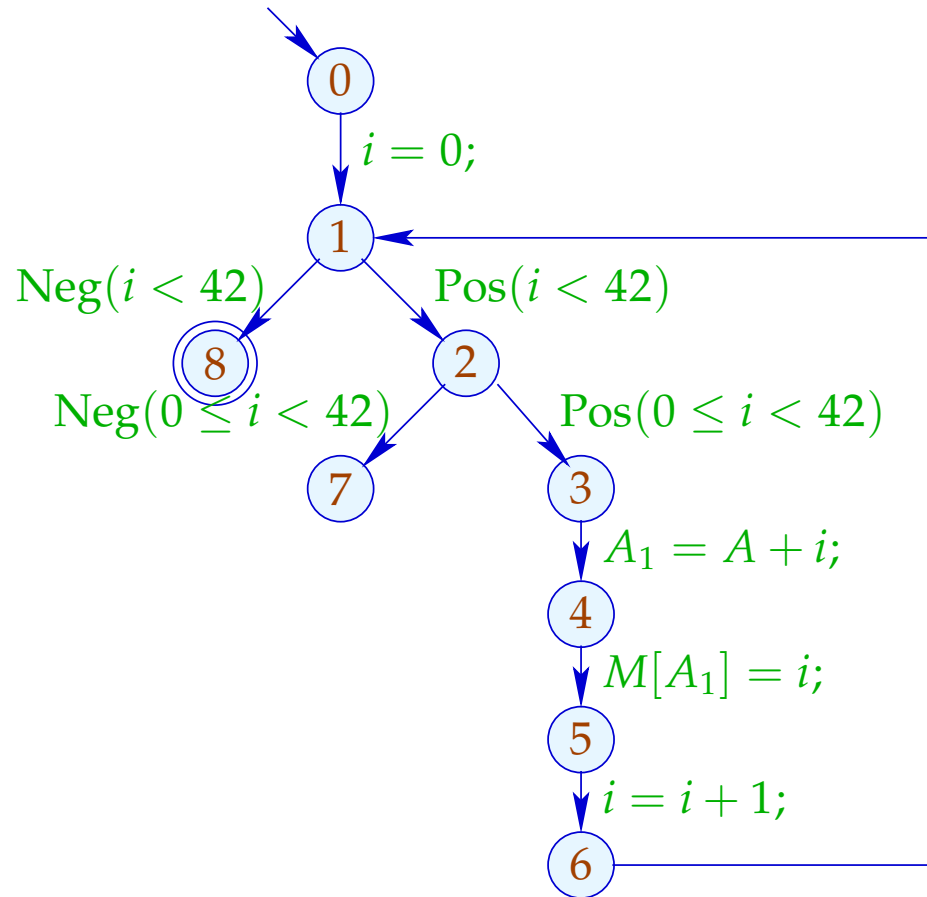 0
i = 0;
1
Neg(i < 42) Pos(i < 42)
8 2
Neg(0 ≤ i < 42) Pos(0 ≤ i < 42)
7 3
A₁ = A + i;
4
M[A₁] = i;
5
i = i + 1;
6